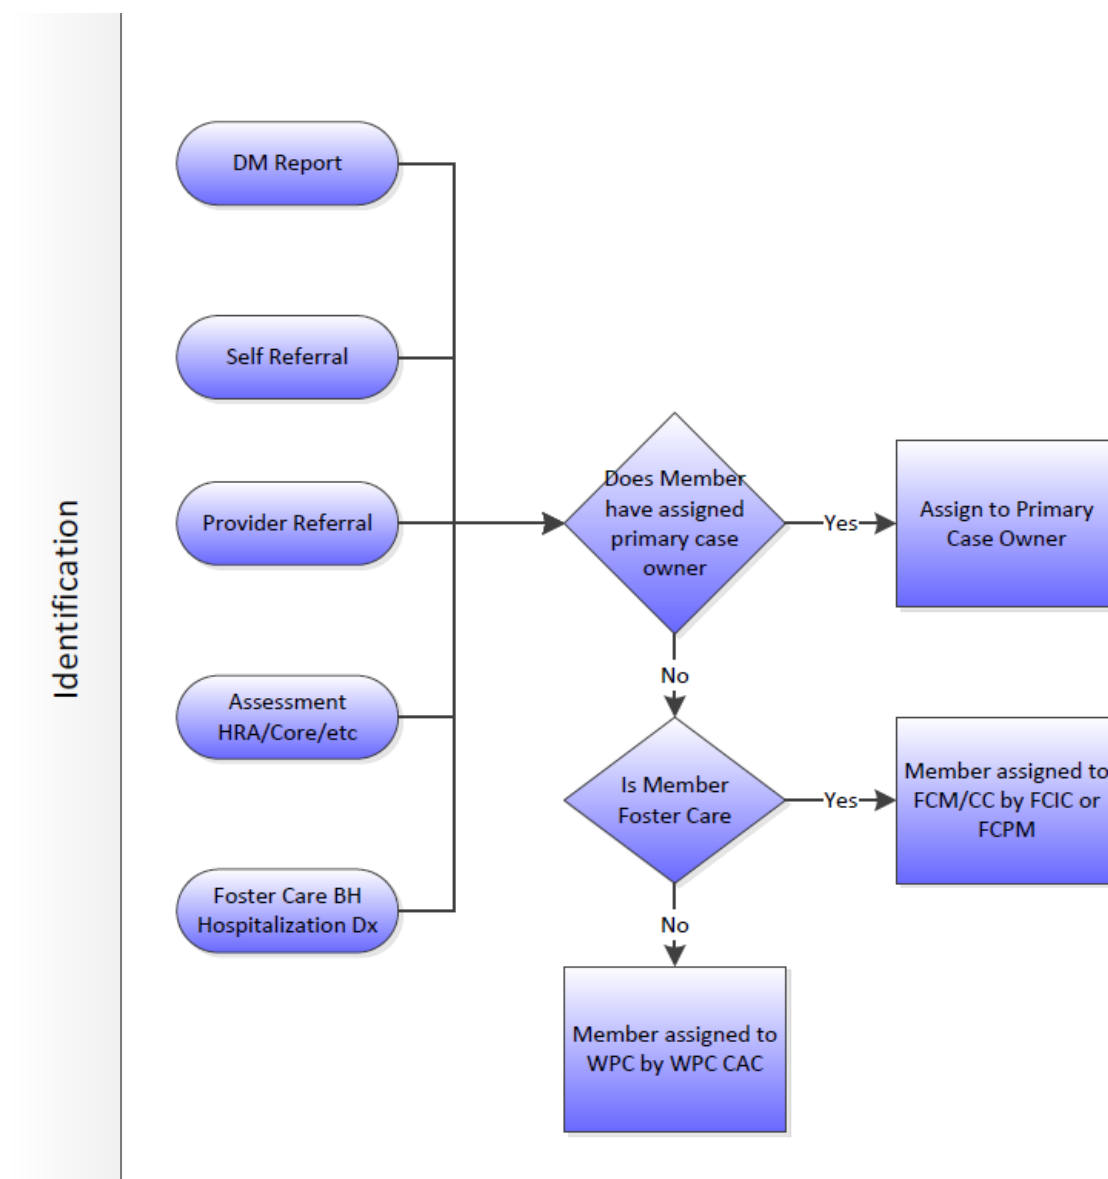 Identification
DM Report
Self Referral
Provider Referral
Assessment
HRA/Core/etc
Foster Care BH
Hospitalization Dx
Does Member
have assigned
primary case
owner
Yes
Assign to Primary
Case Owner
No
Is Member
Foster Care
Yes
Member assigned to
FCM/CC by FCIC or
FCPM
No
Member assigned to
WPC by WPC CAC